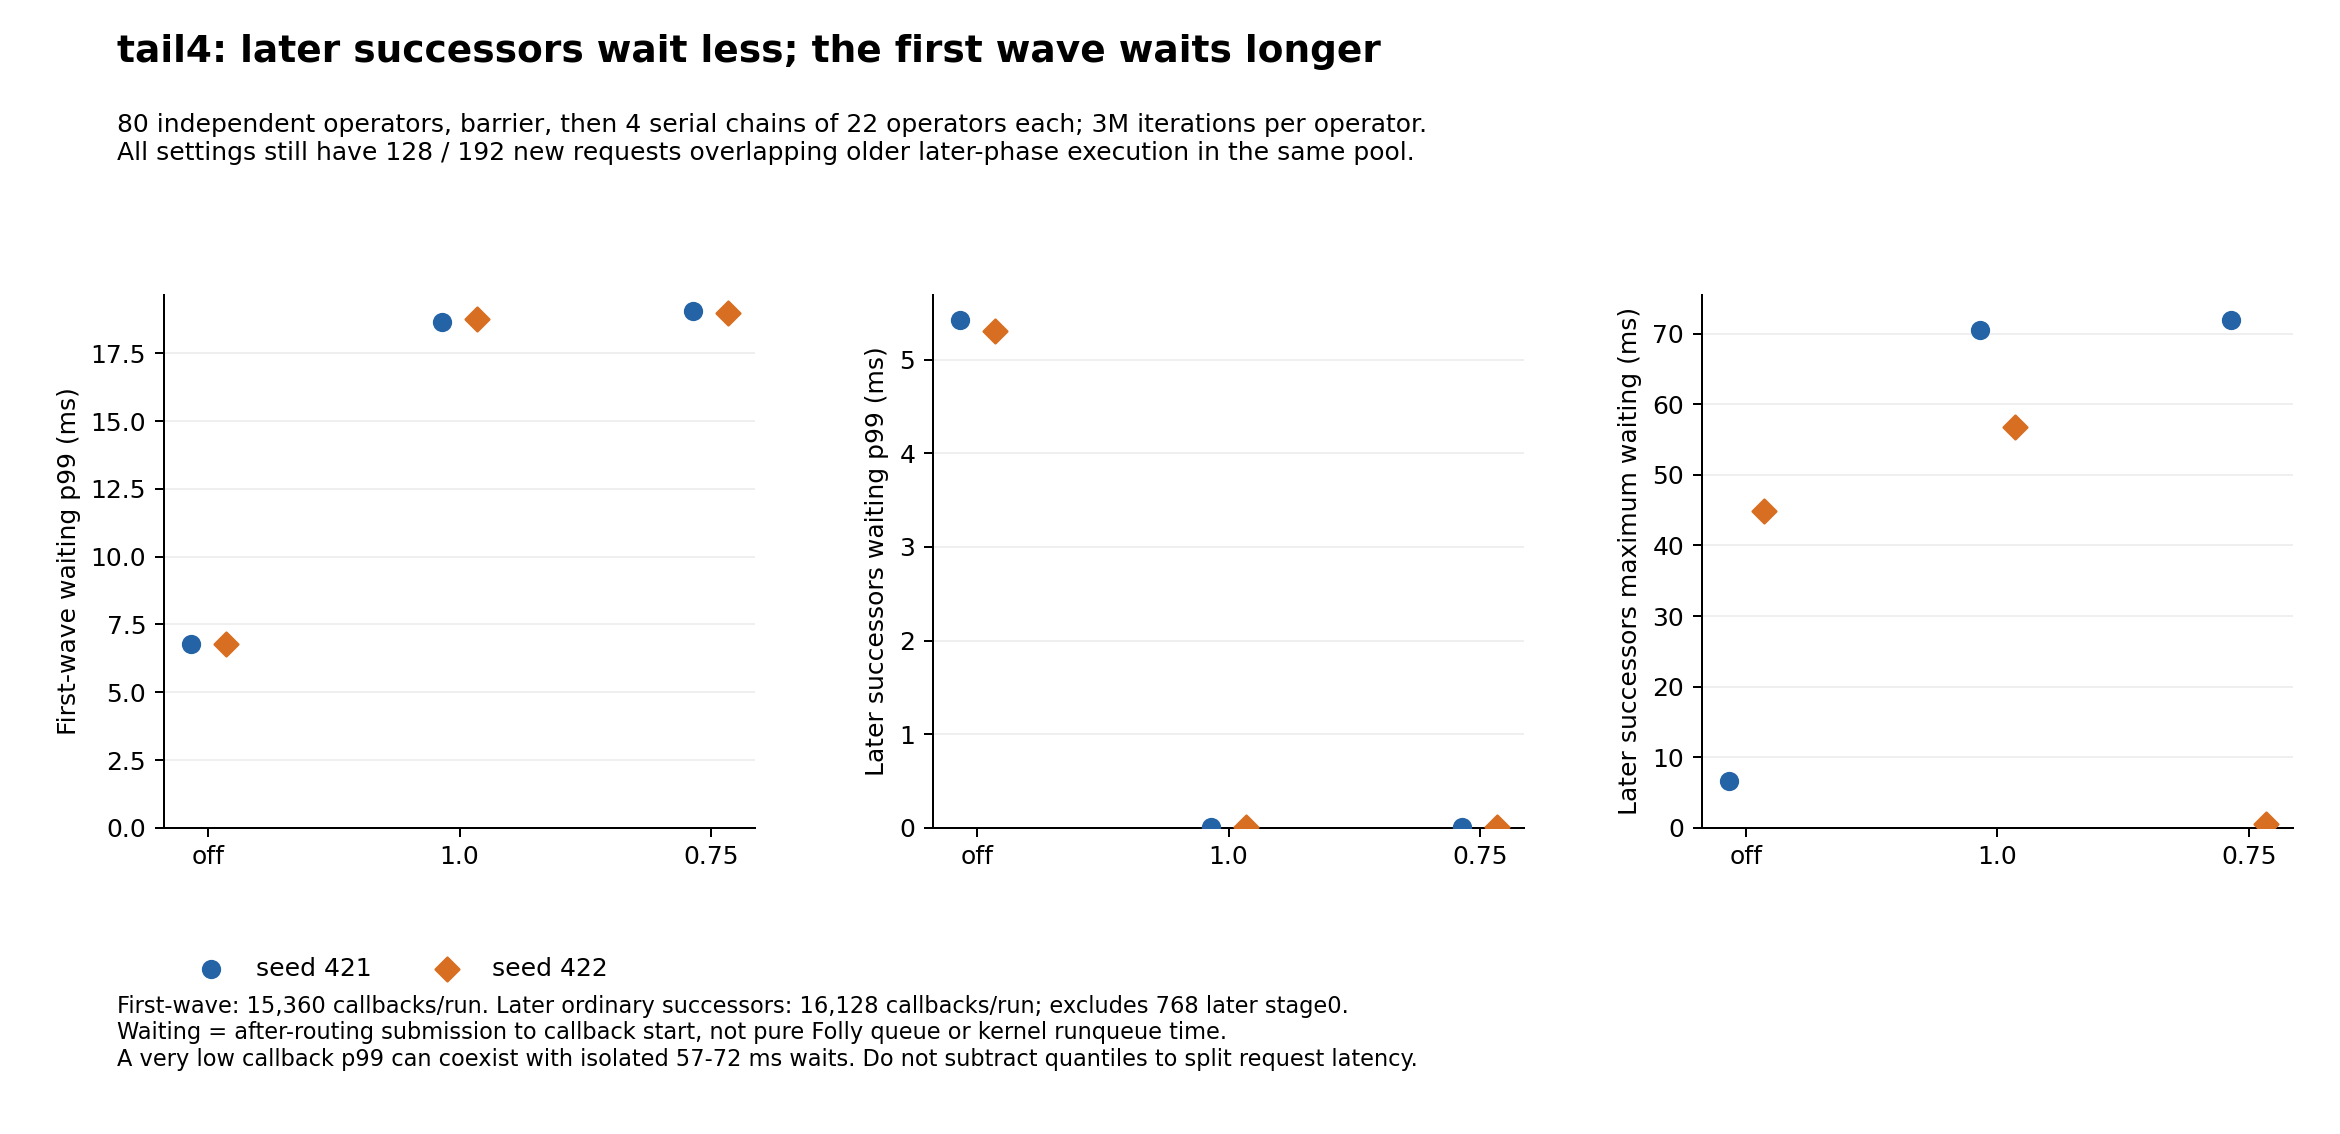 tail4: later successors wait less; the first wave waits longer
80 independent operators, barrier, then 4 serial chains of 22 operators each; 3M iterations per operator.
All settings still have 128 / 192 new requests overlapping older later-phase execution in the same pool.
First-wave waiting p99 (ms)
17.5
15.0
12.5
10.0
7.5
5.0
2.5
0.0
off
1.0
0.75
Later successors waiting p99 (ms)
5
4
3
2
1
0
off
1.0
0.75
Later successors maximum waiting (ms)
70
60
50
40
30
20
10
0
off
1.0
0.75
seed 421
seed 422
First-wave: 15,360 callbacks/run. Later ordinary successors: 16,128 callbacks/run; excludes 768 later stage0.
Waiting = after-routing submission to callback start, not pure Folly queue or kernel runqueue time.
A very low callback p99 can coexist with isolated 57-72 ms waits. Do not subtract quantiles to split request latency.